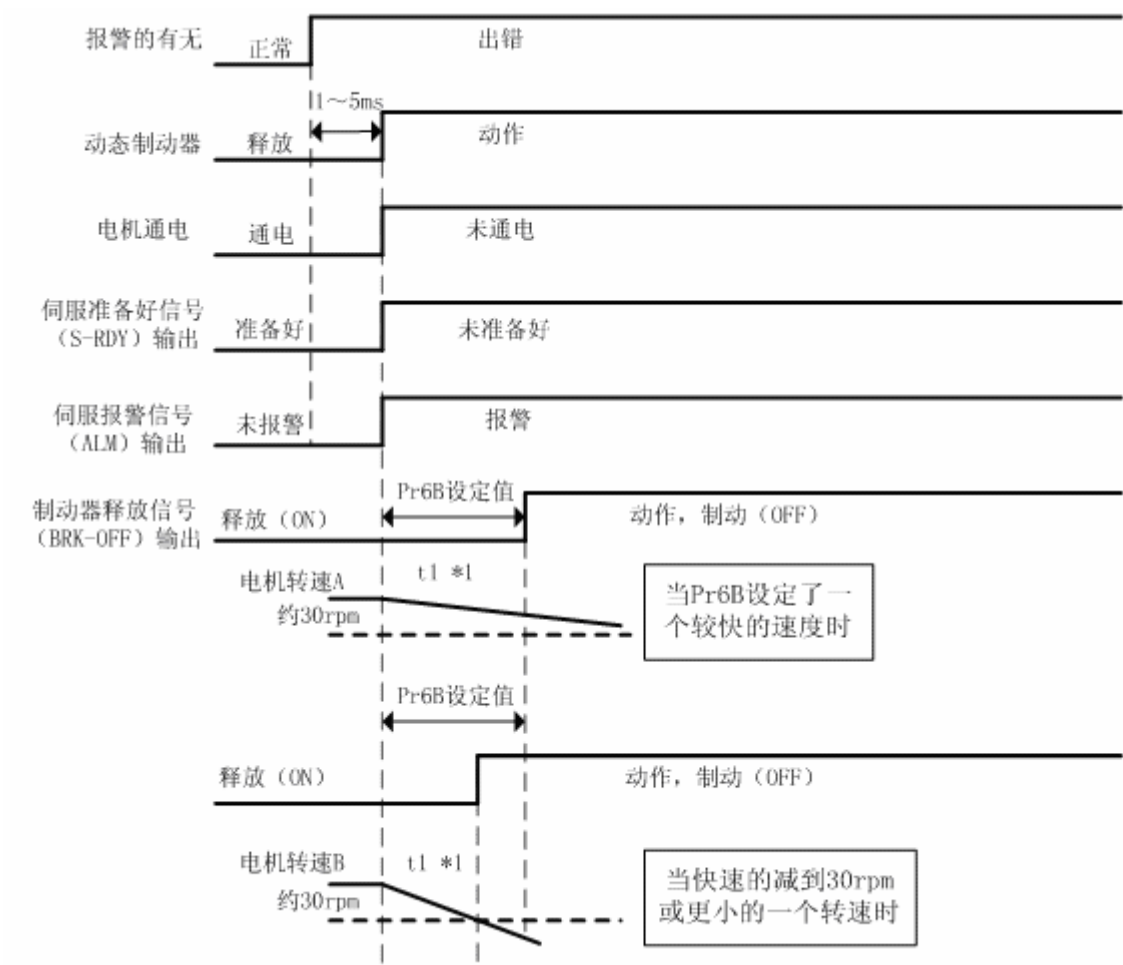 报警的有无 正常 出错
1～5ms
动态制动器 释放 动作
电机通电 通电 未通电
伺服准备好信号
（S-RDY）输出 准备好 未准备好
伺服报警信号
（ALM）输出 未报警 报警
Pr6B设定值
制动器释放信号
（BRK-OFF）输出 释放（ON） 动作，制动（OFF）
电机转速A t1 *1
约30rpm
当Pr6B设定了一
个较快的速度时
Pr6B设定值
释放（ON） 动作，制动（OFF）
电机转速B t1 *1
约30rpm
当快速的减到30rpm
或更小的一个转速时